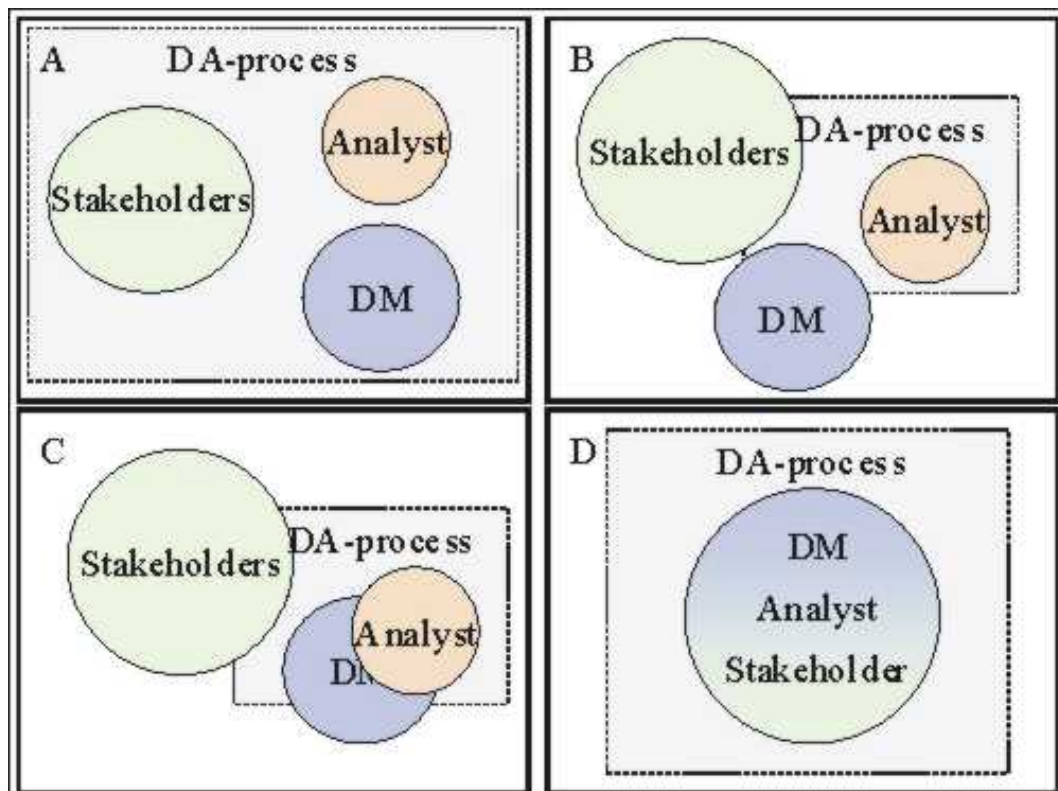 A
DA-process
Analyst
Stakeholders
DM
B
DA-process
Stakeholders
Analyst
DM
C
DA-process
Stakeholders
Analyst
DM
D
DA-process
DM
Analyst
Stakeholder